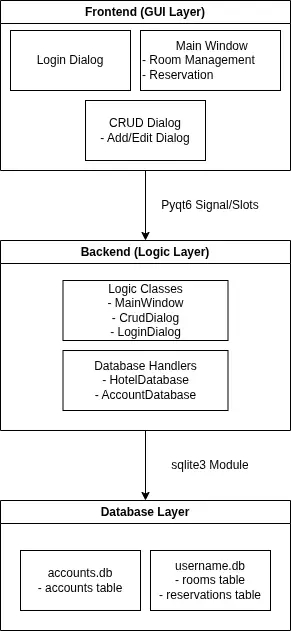 Frontend (GUI Layer)
Login Dialog
Main Window
- Room Management
- Reservation
CRUD Dialog
- Add/Edit Dialog
Pyqt6 Signal/Slots
Backend (Logic Layer)
Logic Classes
- MainWindow
- CrudDialog
- LoginDialog
Database Handlers
- HotelDatabase
- AccountDatabase
sqlite3 Module
Database Layer
accounts.db
- accounts table
username.db
- rooms table
- reservations table